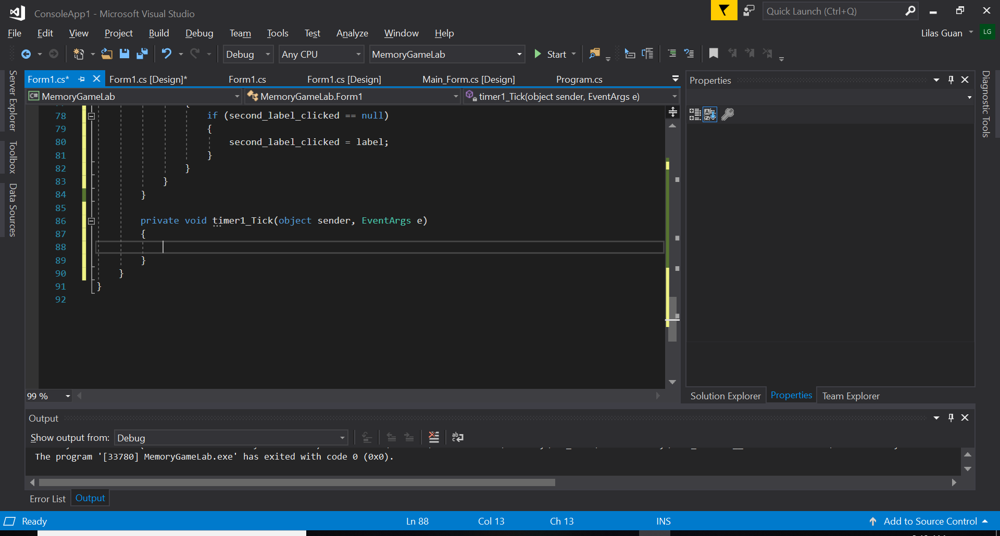 ConsoleApp1 - Microsoft Visual Studio
Quick Launch (Ctrl+Q)
File Edit View Project Build Debug Team Tools Test Analyze Window Help
Lilas Guan LG
Debug Any CPU MemoryGameLab Start
Server Explorer
Toolbox
Data Sources
Form1.cs* Form1.cs [Design]* Form1.cs Form1.cs [Design] Main_Form.cs [Design] Program.cs
MemoryGameLab MemoryGameLab.Form1 timer1_Tick(object sender, EventArgs e)
78 if (second_label_clicked == null)
79 {
80 second_label_clicked = label;
81 }
82 }
83 }
84 }
85
86 private void timer1_Tick(object sender, EventArgs e)
87 {
88
89 }
90 }
91 }
92
99 %
Properties
Diagnostic Tools
Solution Explorer Properties Team Explorer
Output
Show output from: Debug
The program '[33780] MemoryGameLab.exe' has exited with code 0 (0x0).
Error List Output
Ready Ln 88 Col 13 Ch 13 INS Add to Source Control